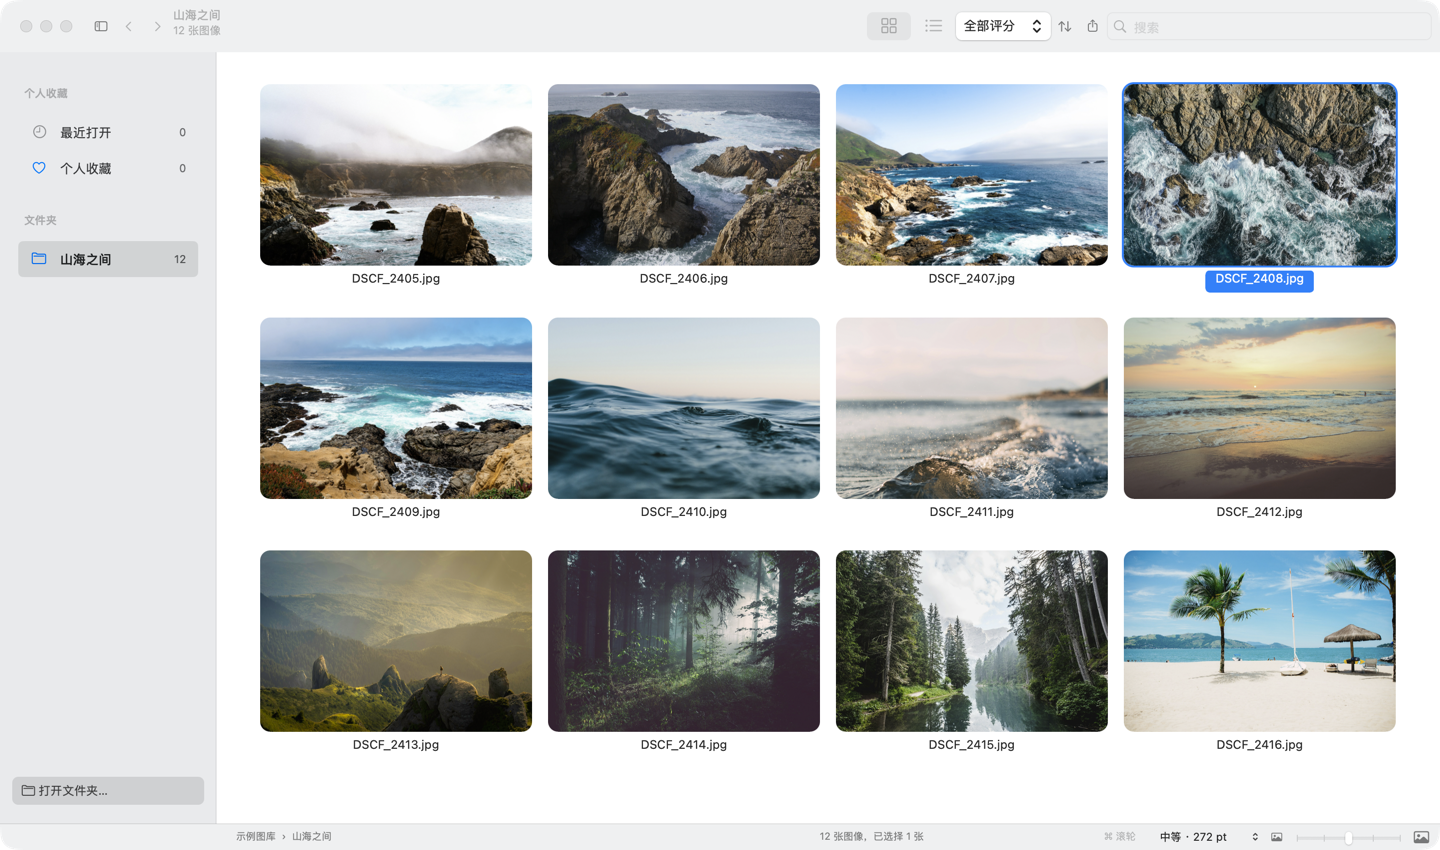 山海之间
12 张图像
全部评分
搜索
个人收藏
最近打开 0
个人收藏 0
文件夹
山海之间 12
打开文件夹...
DSCF_2405.jpg
DSCF_2406.jpg
DSCF_2407.jpg
DSCF_2408.jpg
DSCF_2409.jpg
DSCF_2410.jpg
DSCF_2411.jpg
DSCF_2412.jpg
DSCF_2413.jpg
DSCF_2414.jpg
DSCF_2415.jpg
DSCF_2416.jpg
示例图库 › 山海之间
12 张图像，已选择 1 张
⌘ 滚轮
中等 · 272 pt